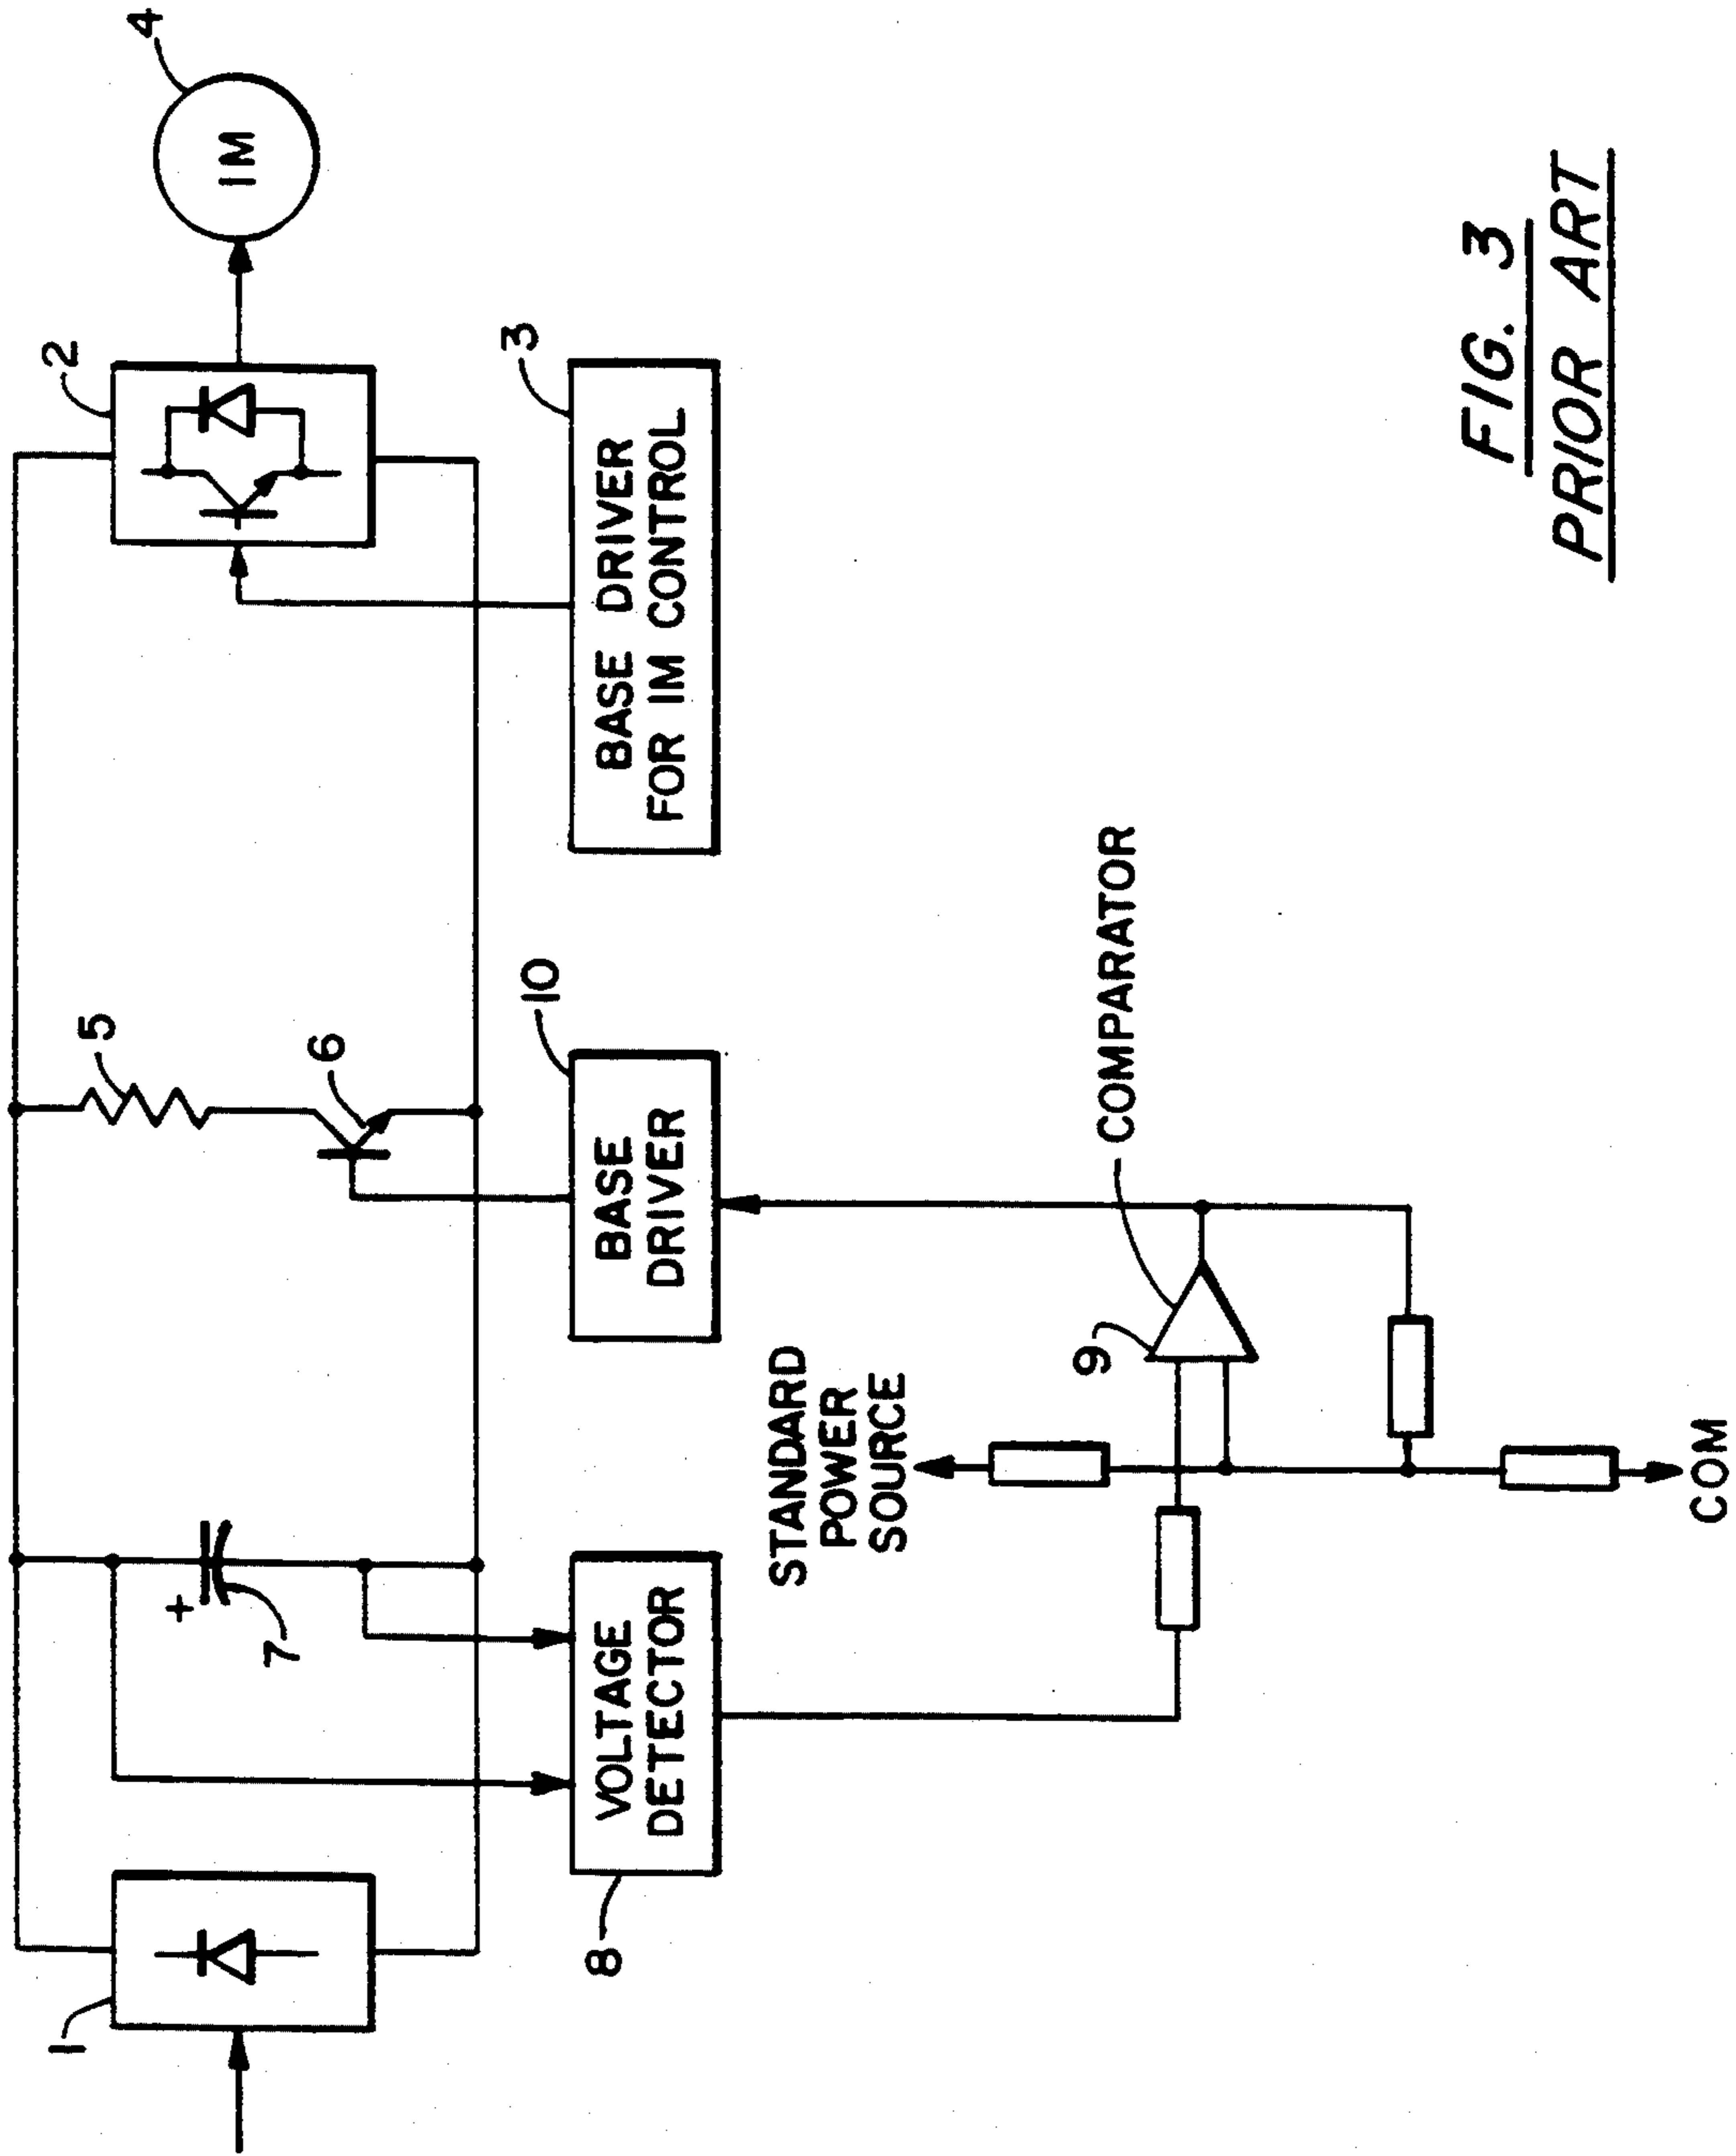 1
2
4
IM
5
6
+
7
3
10
8
VOLTAGE
DETECTOR
BASE
DRIVER
BASE DRIVER
FOR IM CONTROL
STANDARD
POWER
SOURCE
9
COMPARATOR
COM
FIG. 3
PRIOR ART